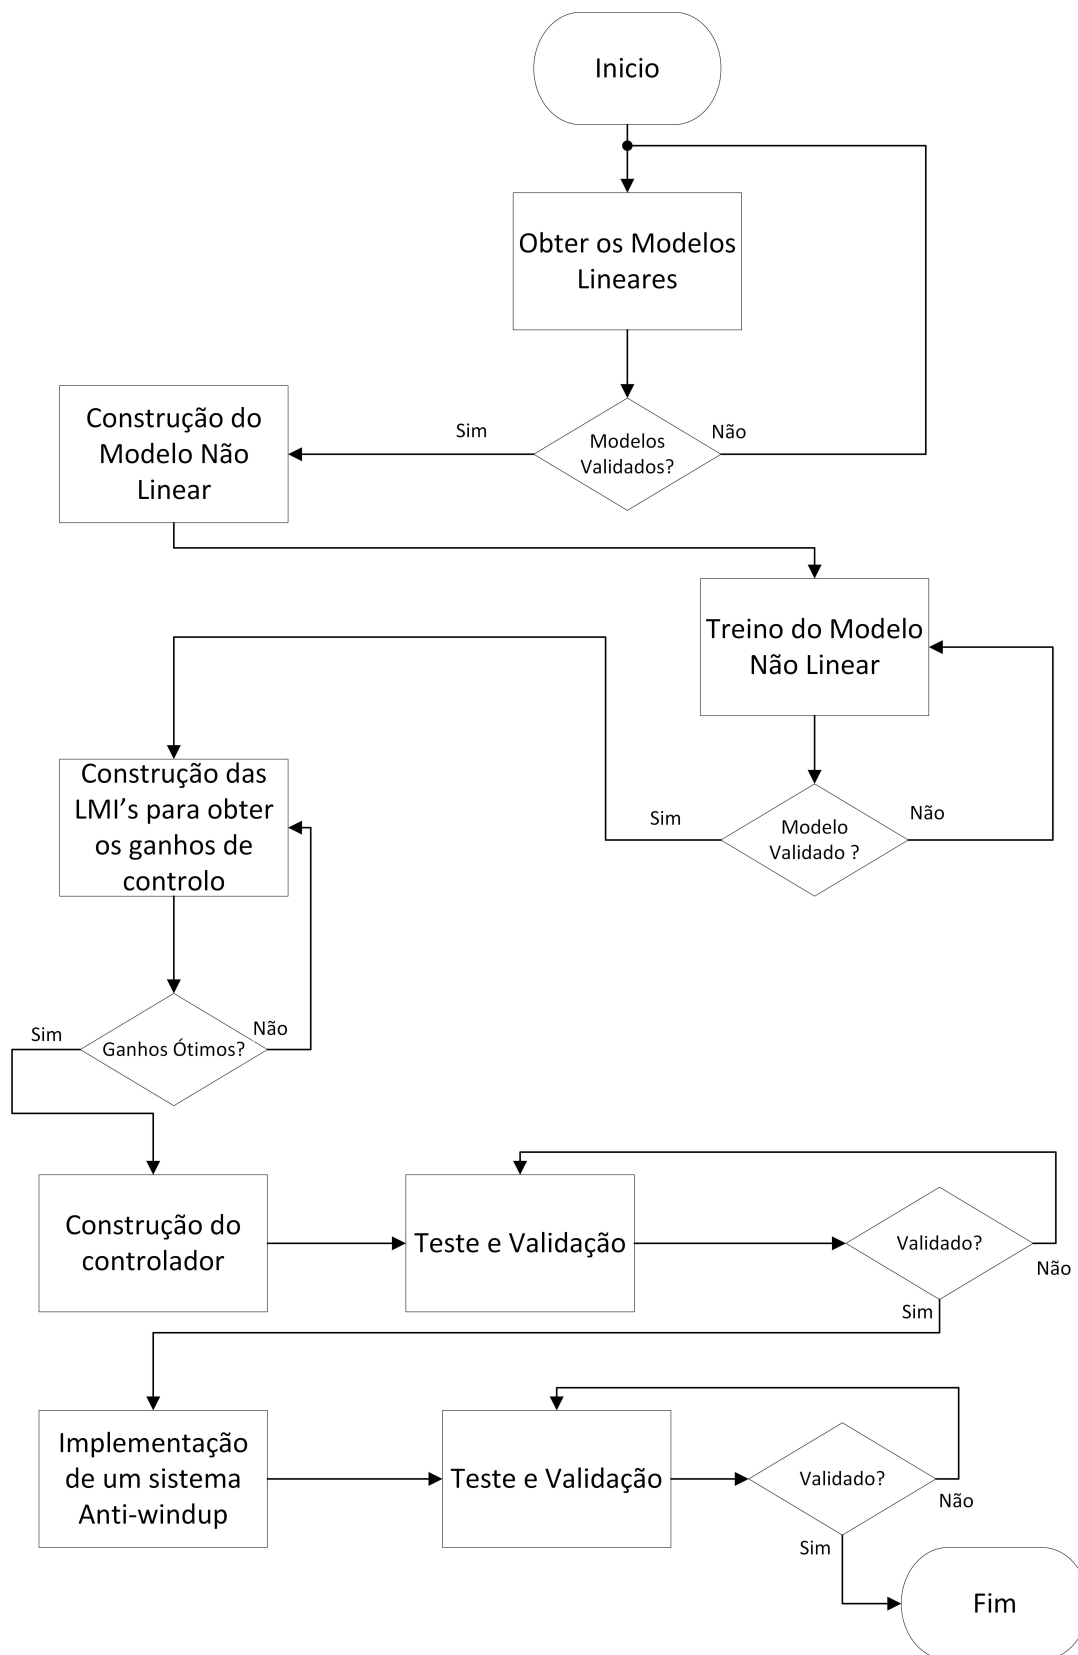 Inicio
Obter os Modelos
Lineares
Modelos
Validados?
Sim
Não
Construção do
Modelo Não
Linear
Treino do Modelo
Não Linear
Modelo
Validado ?
Sim
Não
Construção das
LMI's para obter
os ganhos de
controlo
Ganhos Ótimos?
Sim
Não
Construção do
controlador
Teste e Validação
Validado?
Não
Sim
Implementação
de um sistema
Anti-windup
Teste e Validação
Validado?
Não
Sim
Fim